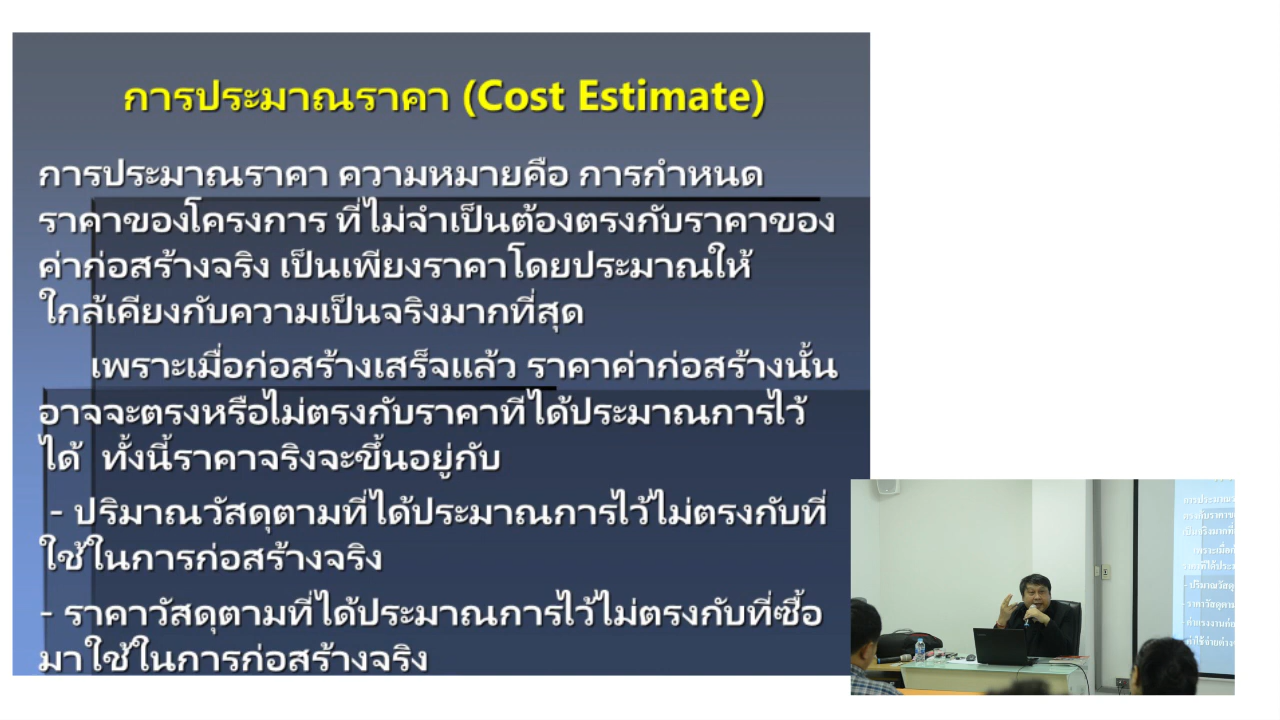 การประมาณราคา (Cost Estimate)
การประมาณราคา ความหมายคือ การกำหนด
ราคาของโครงการ ที่ไม่จำเป็นต้องตรงกับราคาของ
ค่าก่อสร้างจริง เป็นเพียงราคาโดยประมาณให้
ใกล้เคียงกับความเป็นจริงมากที่สุด
เพราะเมื่อก่อสร้างเสร็จแล้ว ราคาค่าก่อสร้างนั้น
อาจจะตรงหรือไม่ตรงกับราคาทีได้ประมาณการไว้
ได้ ทั้งนี้ราคาจริงจะขึ้นอยู่กับ
- ปริมาณวัสดุตามที่ได้ประมาณการไว้ไม่ตรงกับที่
ใช้ในการก่อสร้างจริง
- ราคาวัสดุตามที่ได้ประมาณการไว้ไม่ตรงกับที่ซื้อ
มาใช้ในการก่อสร้างจริง